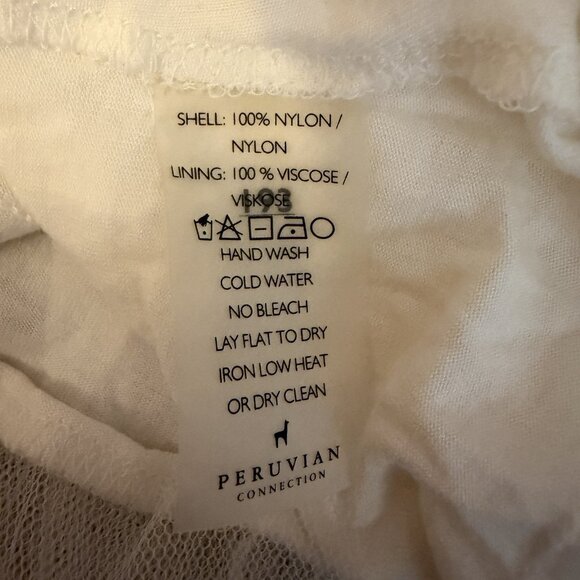 SHELL: 100% NYLON /
NYLON
LINING: 100 % VISCOSE /
VISKOSE
193
HAND WASH
COLD WATER
NO BLEACH
LAY FLAT TO DRY
IRON LOW HEAT
OR DRY CLEAN
PERUVIAN
CONNECTION